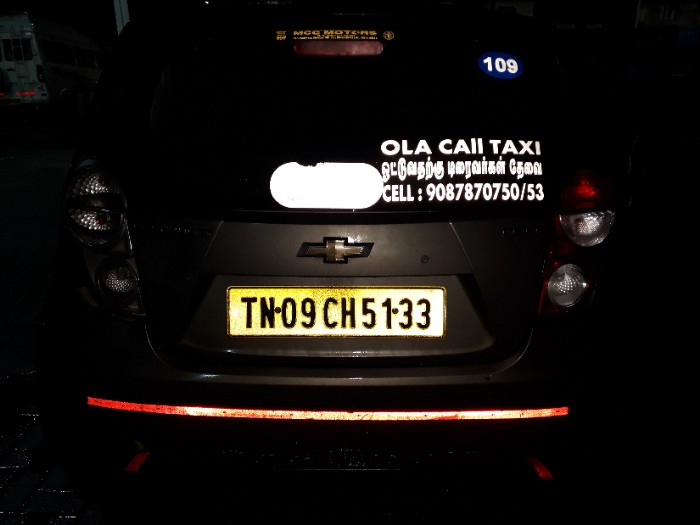 MCC MOTORS
109
OLA CAll TAXI
ஓட்டுவதற்கு டிரைவர்கள் தேவை
CELL : 9087870750/53
TN·09 CH 51·33